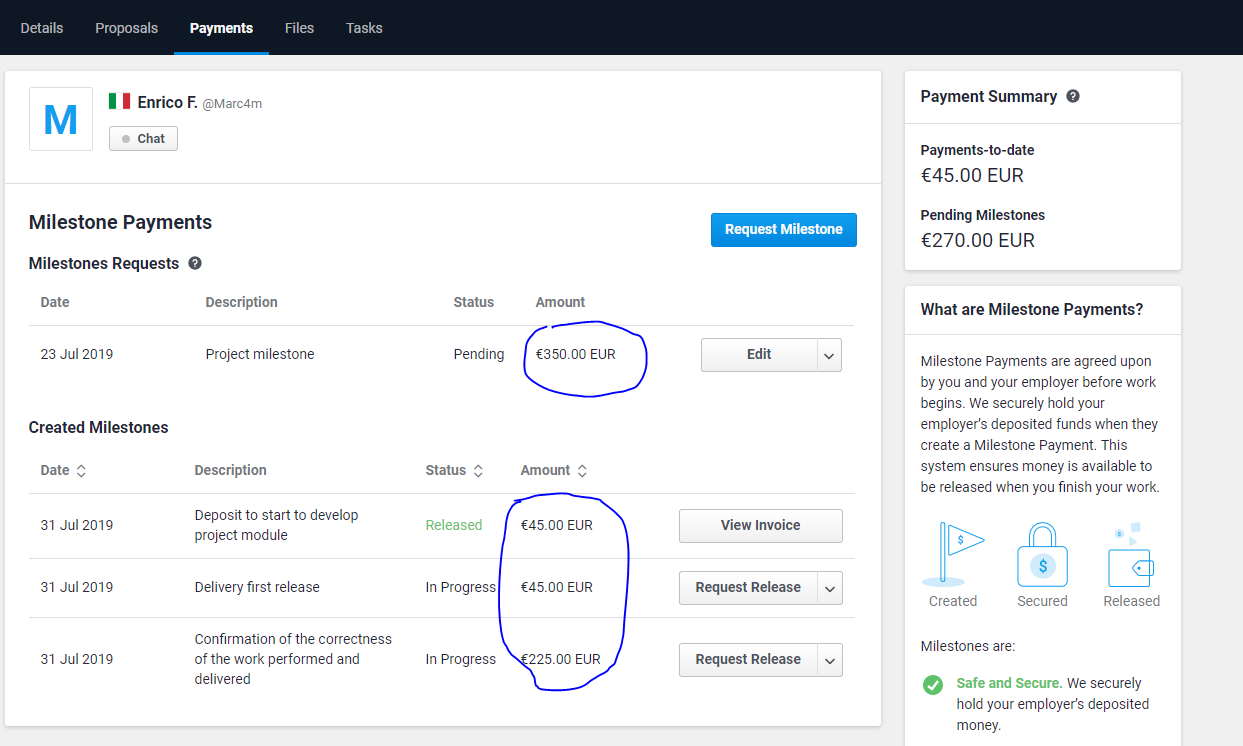 Details Proposals Payments Files Tasks
M
Enrico F. @Marc4m
Chat
Milestone Payments
Request Milestone
Milestones Requests ?
Date Description Status Amount
23 Jul 2019 Project milestone Pending €350.00 EUR Edit
Created Milestones
Date Description Status Amount
31 Jul 2019 Deposit to start to develop Released €45.00 EUR View Invoice
project module
31 Jul 2019 Delivery first release In Progress €45.00 EUR Request Release
Confirmation of the correctness
31 Jul 2019 of the work performed and In Progress €225.00 EUR Request Release
delivered
Payment Summary ?
Payments-to-date
€45.00 EUR
Pending Milestones
€270.00 EUR
What are Milestone Payments?
Milestone Payments are agreed upon
by you and your employer before work
begins. We securely hold your
employer's deposited funds when they
create a Milestone Payment. This
system ensures money is available to
be released when you finish your work.
$ $ $
Created Secured Released
Milestones are:
Safe and Secure. We securely
hold your employer's deposited
money.